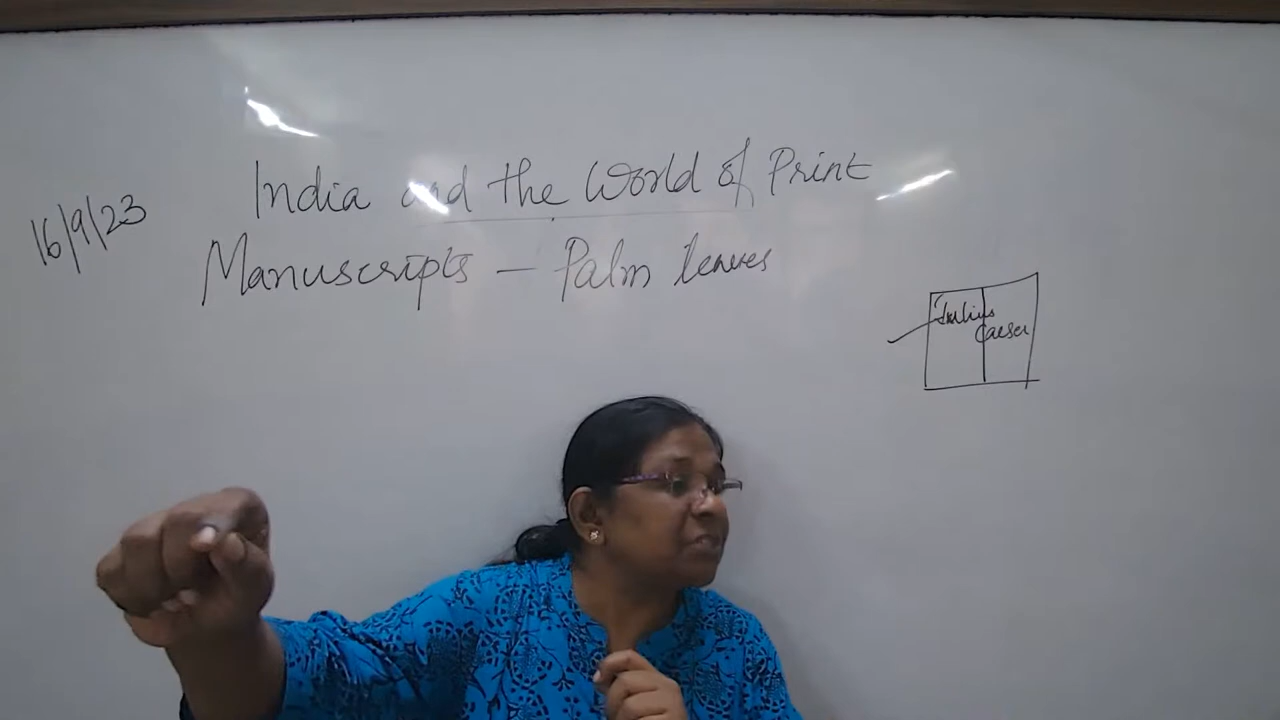 16/9/23
India and the World of Print
Manuscripts — Palm leaves
Julius
Caeser